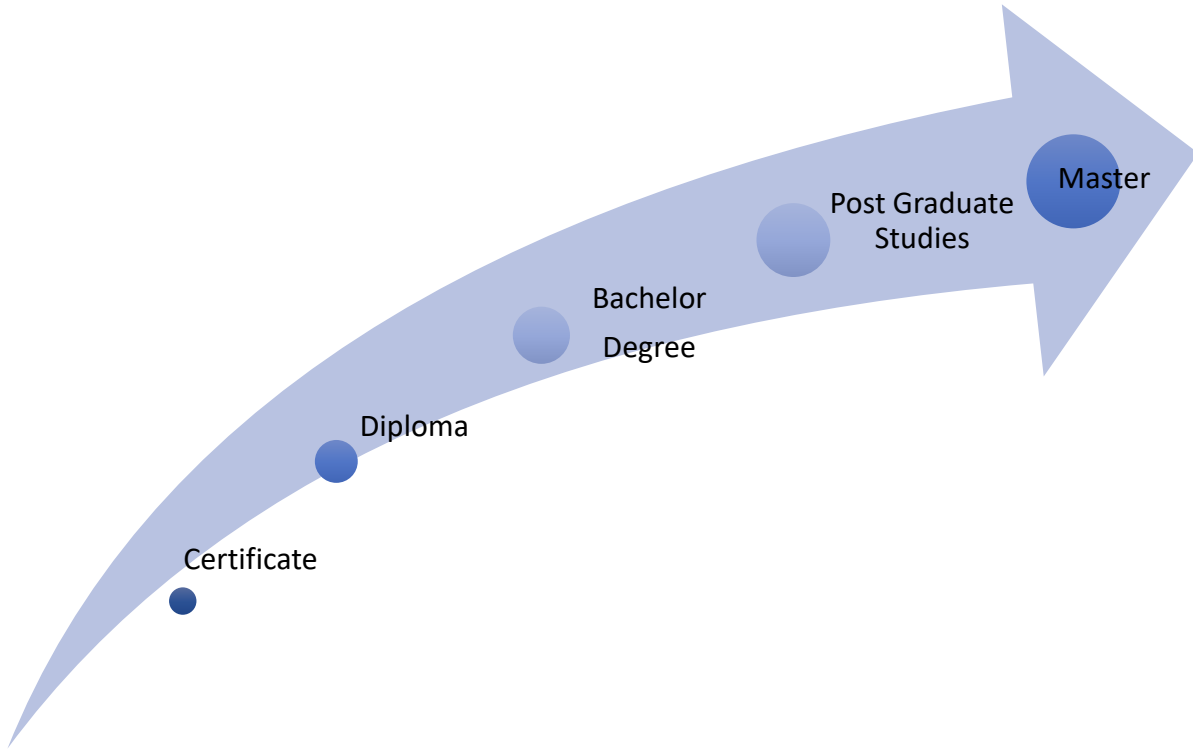 Certificate
Diploma
Bachelor
Degree
Post Graduate
Studies
Master